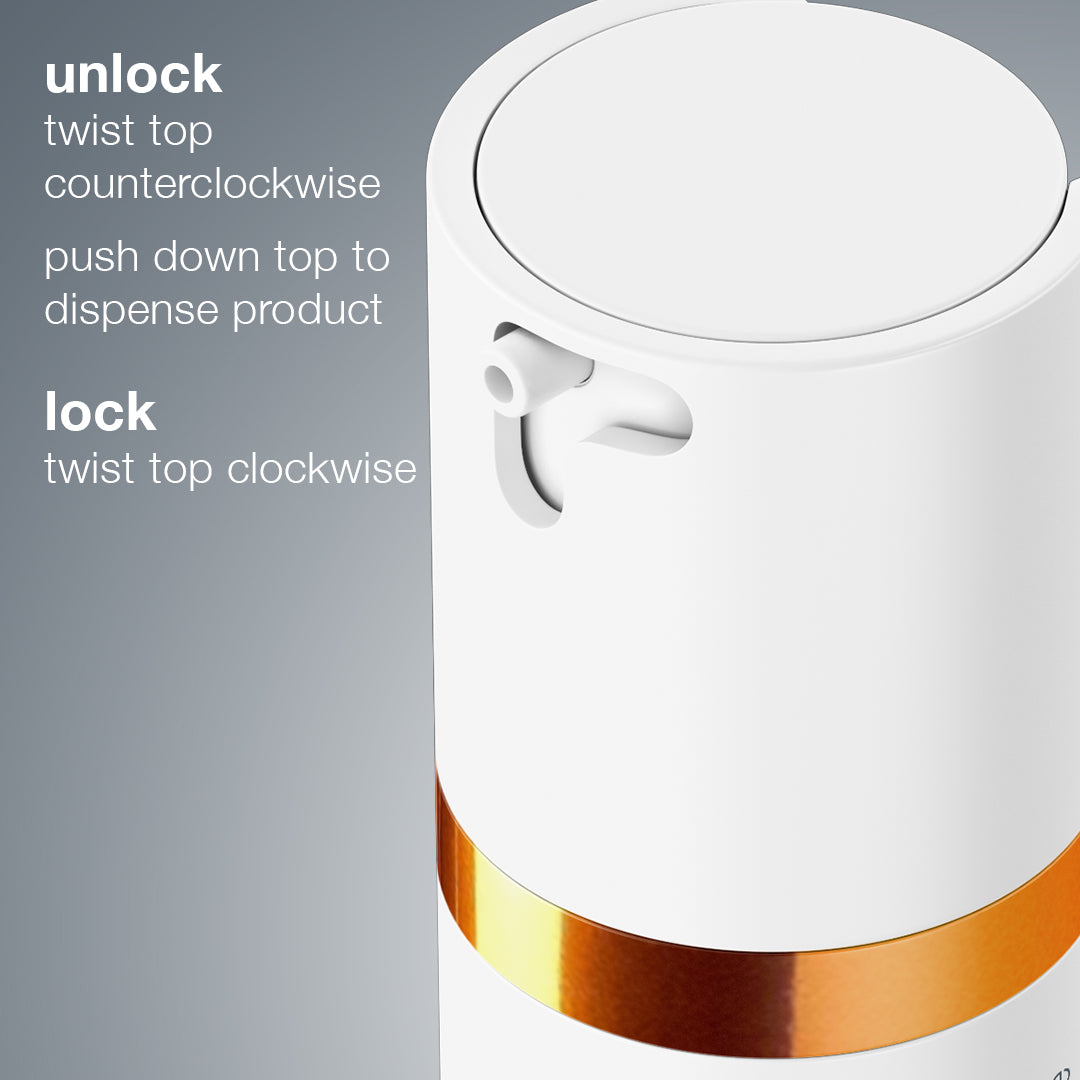 unlock
twist top
counterclockwise
push down top to
dispense product
lock
twist top clockwise